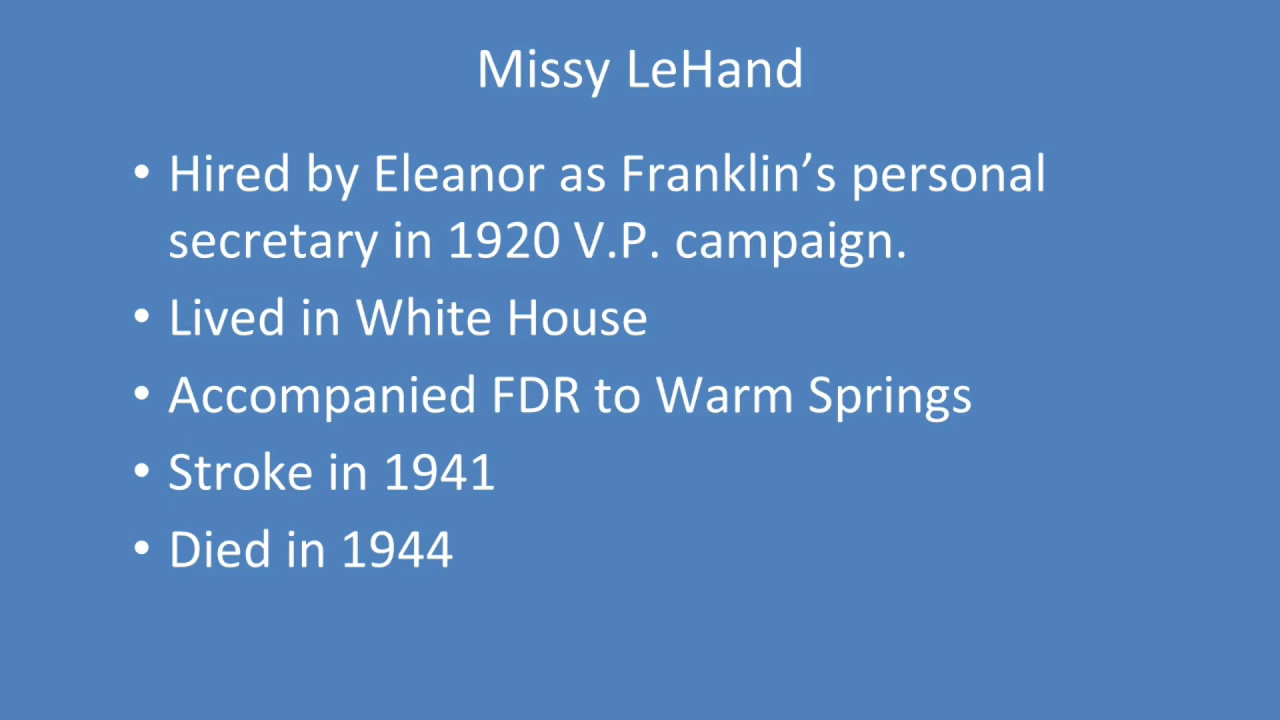 Missy LeHand
• Hired by Eleanor as Franklin’s personal
secretary in 1920 V.P. campaign.
• Lived in White House
• Accompanied FDR to Warm Springs
• Stroke in 1941
• Died in 1944